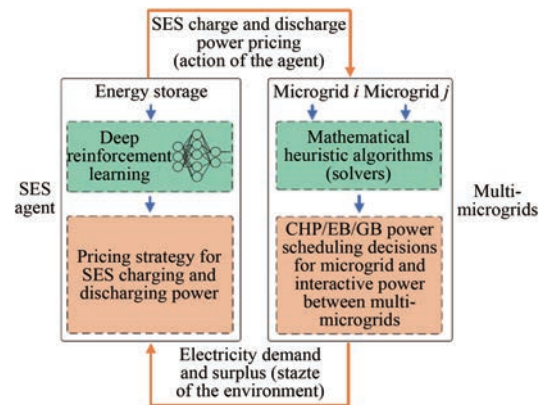 SES charge and discharge
power pricing
(action of the agent)
Energy storage
Deep
reinforcement
learning
SES
agent
Pricing strategy for
SES charging and
discharging power
Microgrid i Microgrid j
Mathematical
heuristic algorithms
(solvers)
Multi-
microgrids
CHP/EB/GB power
scheduling decisions
for microgrid and
interactive power
between multi-
microgrids
Electricity demand
and surplus (stazte
of the environment)